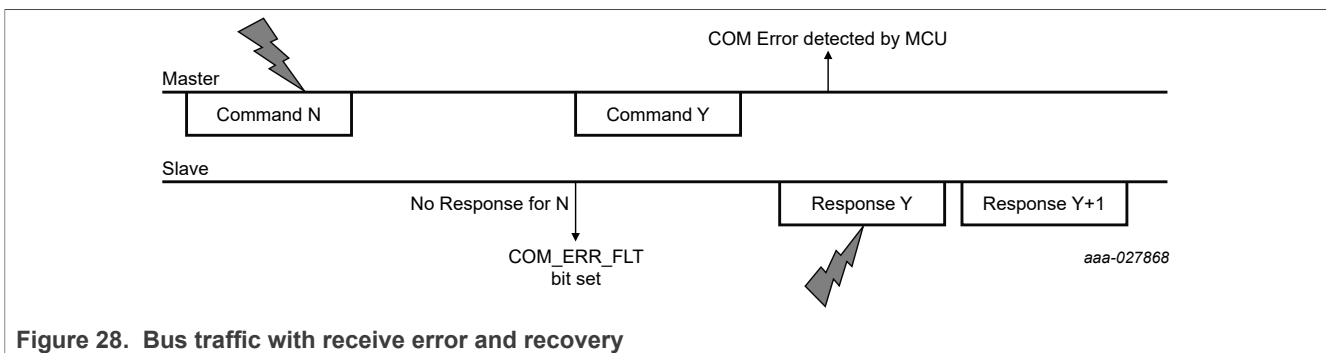 COM Error detected by MCU
Master
Command N
Command Y
Slave
No Response for N
Response Y
Response Y+1
COM_ERR_FLT
bit set
aaa-027868
Figure 28. Bus traffic with receive error and recovery